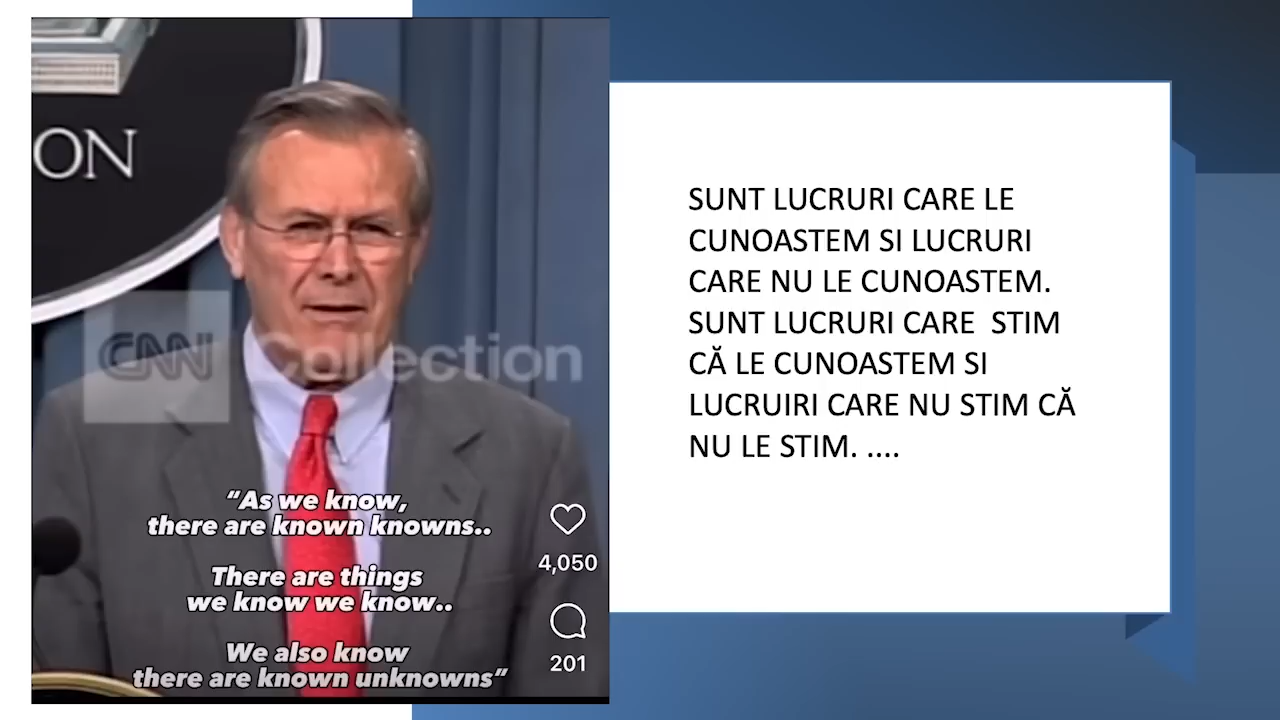 ON
CNN Collection
"As we know,
there are known knowns..
There are things
we know we know..
We also know
there are known unknowns"
4,050
201
SUNT LUCRURI CARE LE
CUNOASTEM SI LUCRURI
CARE NU LE CUNOASTEM.
SUNT LUCRURI CARE  STIM
CĂ LE CUNOASTEM SI
LUCRUIRI CARE NU STIM CĂ
NU LE STIM. ....